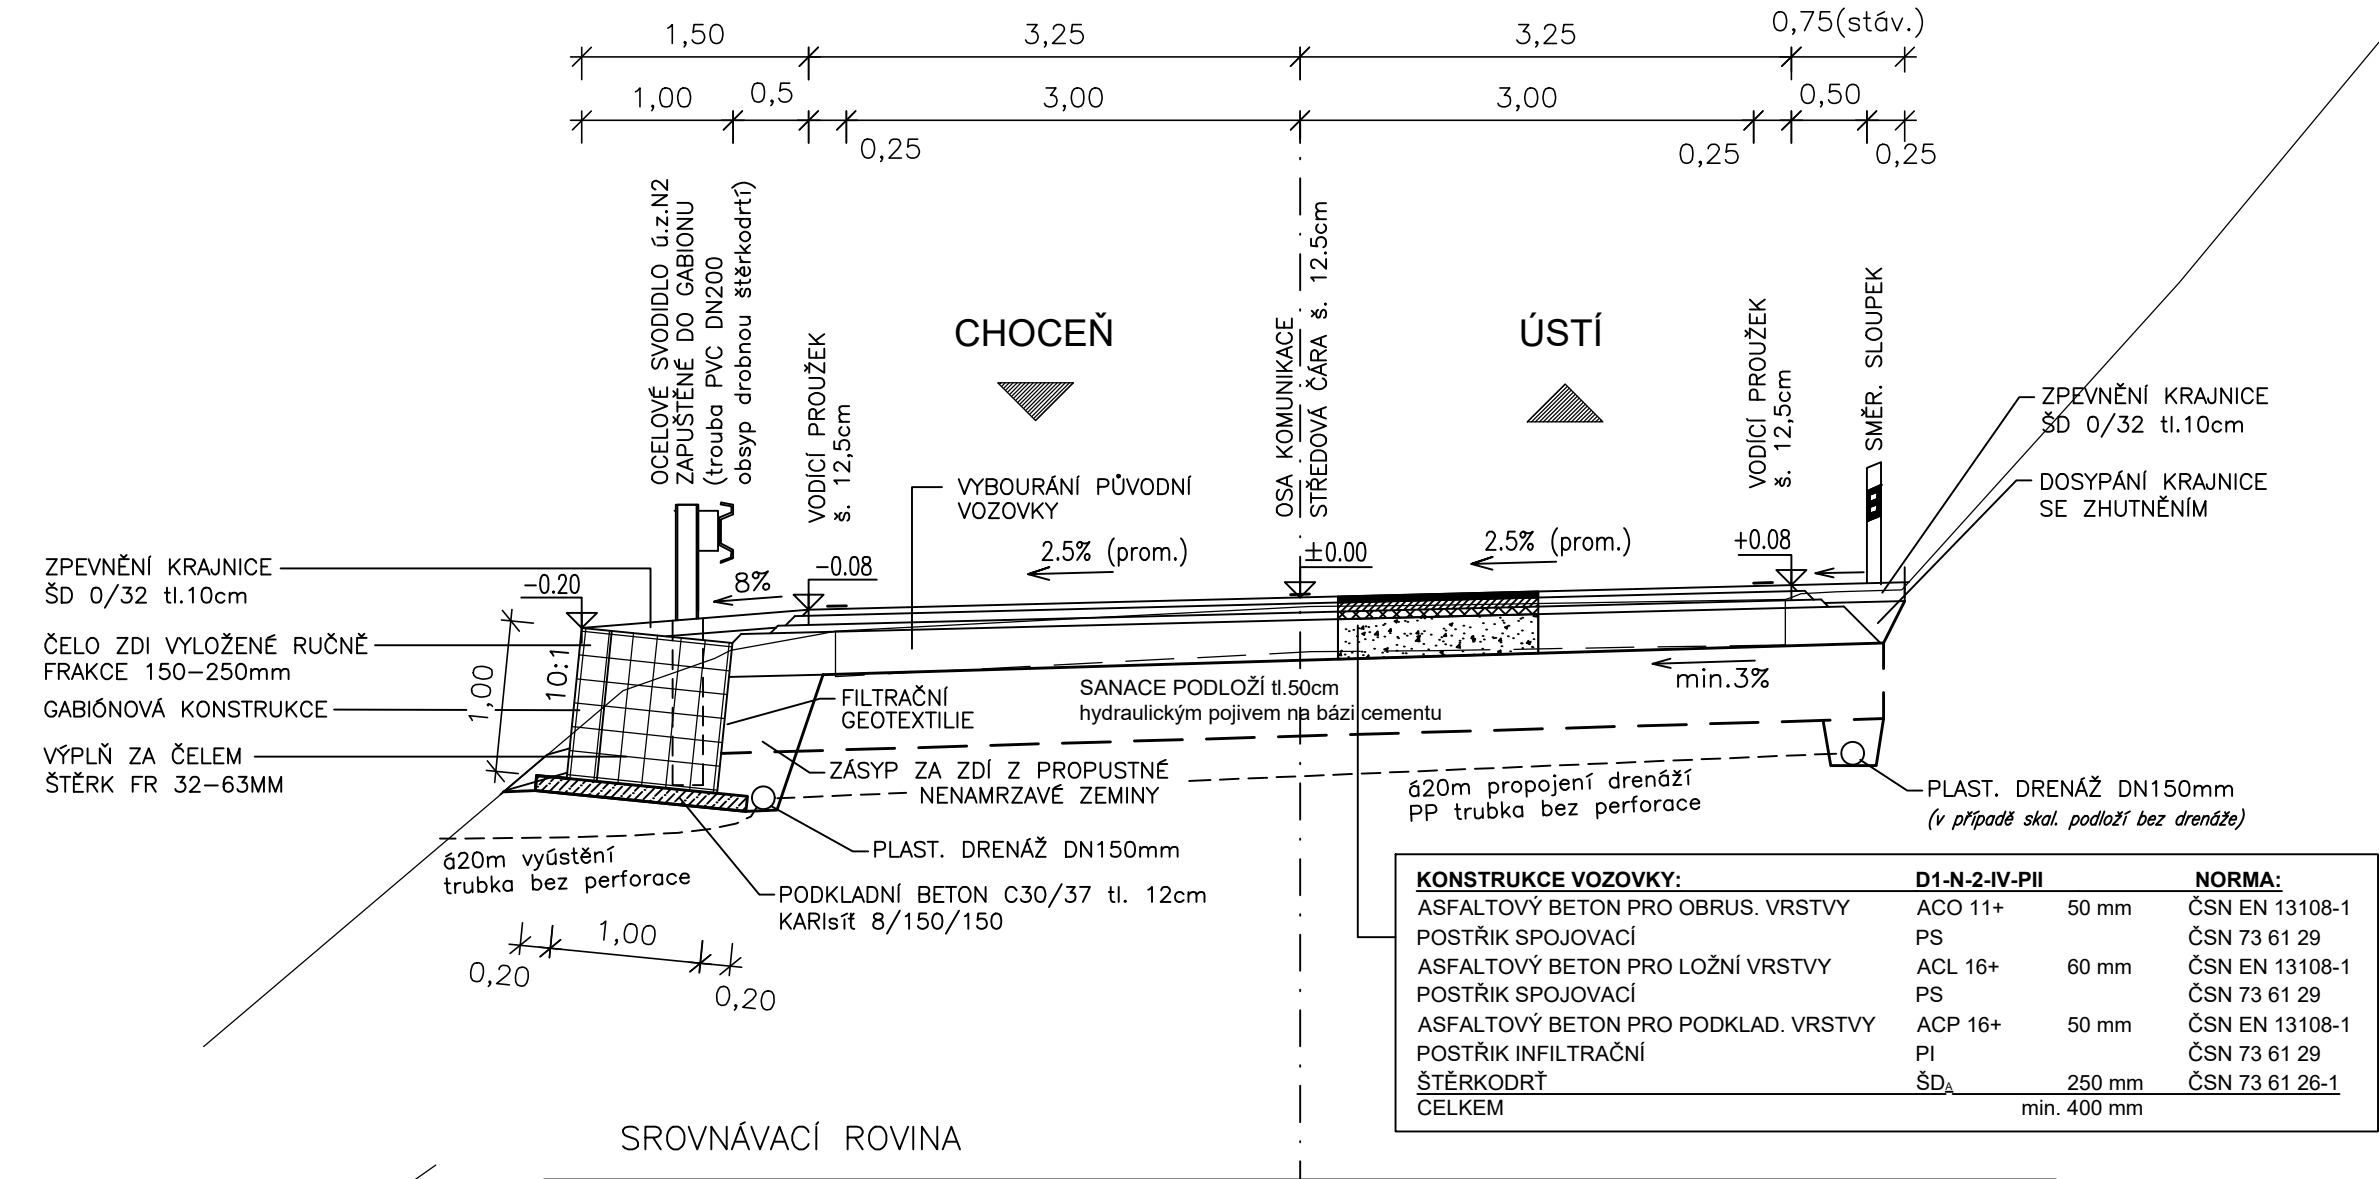 1,50
3,25
3,25
0,75(stáv.)
1,00
0,5
3,00
3,00
0,50
0,25
0,25
0,25
OCELOVÉ SVODIDLO ú.z.N2
ZAPUŠTĚNÉ DO GABIONU
(trouba PVC DN200
obsyp drobnou štěrkodrtí)
VODÍCÍ PROUŽEK
š. 12,5cm
CHOCEŇ
OSA KOMUNIKACE
STŘEDOVÁ ČÁRA š. 12.5cm
ÚSTÍ
VODÍCÍ PROUŽEK
š. 12,5cm
SMĚR. SLOUPEK
ZPEVNĚNÍ KRAJNICE
ŠD 0/32 tl.10cm
DOSYPÁNÍ KRAJNICE
SE ZHUTNĚNÍM
VYBOURÁNÍ PŮVODNÍ
VOZOVKY
2.5% (prom.)
±0.00
2.5% (prom.)
+0.08
-0.08
8%
-0.20
ZPEVNĚNÍ KRAJNICE
ŠD 0/32 tl.10cm
ČELO ZDI VYLOŽENÉ RUČNĚ
FRAKCE 150-250mm
GABIÓNOVÁ KONSTRUKCE
VÝPLŇ ZA ČELEM
ŠTĚRK FR 32-63MM
1,00
10:1
FILTRAČNÍ
GEOTEXTILIE
SANACE PODLOŽÍ tl.50cm
hydraulickým pojivem na bázi cementu
min.3%
ZÁSYP ZA ZDÍ Z PROPUSTNÉ
NENAMRZAVÉ ZEMINY
á20m propojení drenáží
PP trubka bez perforace
PLAST. DRENÁŽ DN150mm
(v případě skal. podloží bez drenáže)
á20m vyústění
trubka bez perforace
PLAST. DRENÁŽ DN150mm
PODKLADNÍ BETON C30/37 tl. 12cm
KARIsíť 8/150/150
0,20
1,00
0,20
KONSTRUKCE VOZOVKY: D1-N-2-IV-PII NORMA:
ASFALTOVÝ BETON PRO OBRUS. VRSTVY ACO 11+ 50 mm ČSN EN 13108-1
POSTŘIK SPOJOVACÍ PS ČSN 73 61 29
ASFALTOVÝ BETON PRO LOŽNÍ VRSTVY ACL 16+ 60 mm ČSN EN 13108-1
POSTŘIK SPOJOVACÍ PS ČSN 73 61 29
ASFALTOVÝ BETON PRO PODKLAD. VRSTVY ACP 16+ 50 mm ČSN EN 13108-1
POSTŘIK INFILTRAČNÍ PI ČSN 73 61 29
ŠTĚRKODRŤ ŠDA 250 mm ČSN 73 61 26-1
CELKEM min. 400 mm
SROVNÁVACÍ ROVINA